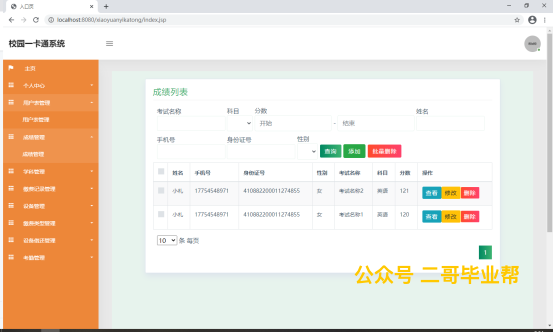 入口页
localhost:8080/xiaoyuanyikatong/index.jsp
校园一卡通系统
主页
个人中心
用户表管理
用户表管理
成绩管理
成绩管理
学科管理
缴费记录管理
设备管理
缴费类型管理
设备借还管理
考勤管理
成绩列表
考试名称 科目 分数 姓名
开始 - 结束
手机号 身份证号 性别
查询 添加 批量删除
姓名 手机号 身份证号 性别 考试名称 科目 分数 操作
小札 17754548971 410882200011274855 女 考试名称2 英语 121 查看 修改 删除
小札 17754548971 410882200011274855 女 考试名称1 英语 120 查看 修改 删除
10 条 每页
1
公众号 二哥毕业帮